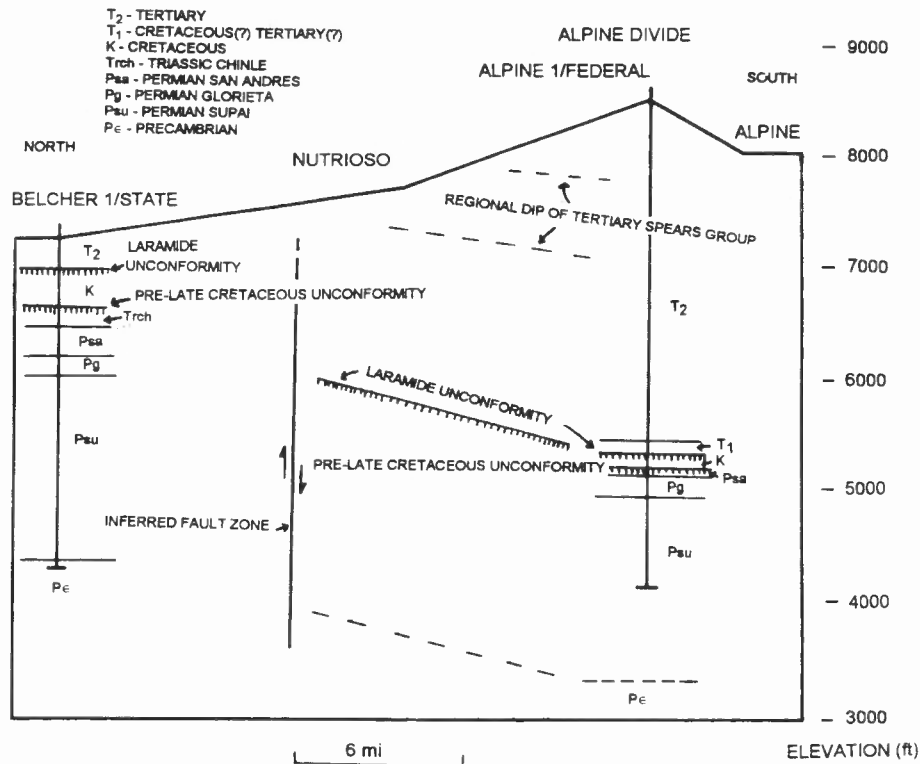 T2 - TERTIARY
T1 - CRETACEOUS(?) TERTIARY(?)
K - CRETACEOUS
Trch - TRIASSIC CHINLE
Psa - PERMIAN SAN ANDRES
Pg - PERMIAN GLORIETA
Psu - PERMIAN SUPAI
Pϵ - PRECAMBRIAN
ALPINE DIVIDE
ALPINE 1/FEDERAL
SOUTH
ALPINE
NORTH
NUTRIOSO
BELCHER 1/STATE
9000
8000
7000
6000
5000
4000
3000
ELEVATION (ft)
REGIONAL DIP OF TERTIARY SPEARS GROUP
T2
LARAMIDE
UNCONFORMITY
K
PRE-LATE CRETACEOUS UNCONFORMITY
Trch
Psa
Pg
Psu
Pϵ
T2
LARAMIDE UNCONFORMITY
T1
K
PRE-LATE CRETACEOUS UNCONFORMITY
Psa
Pg
Psu
INFERRED FAULT ZONE
Pϵ
6 mi